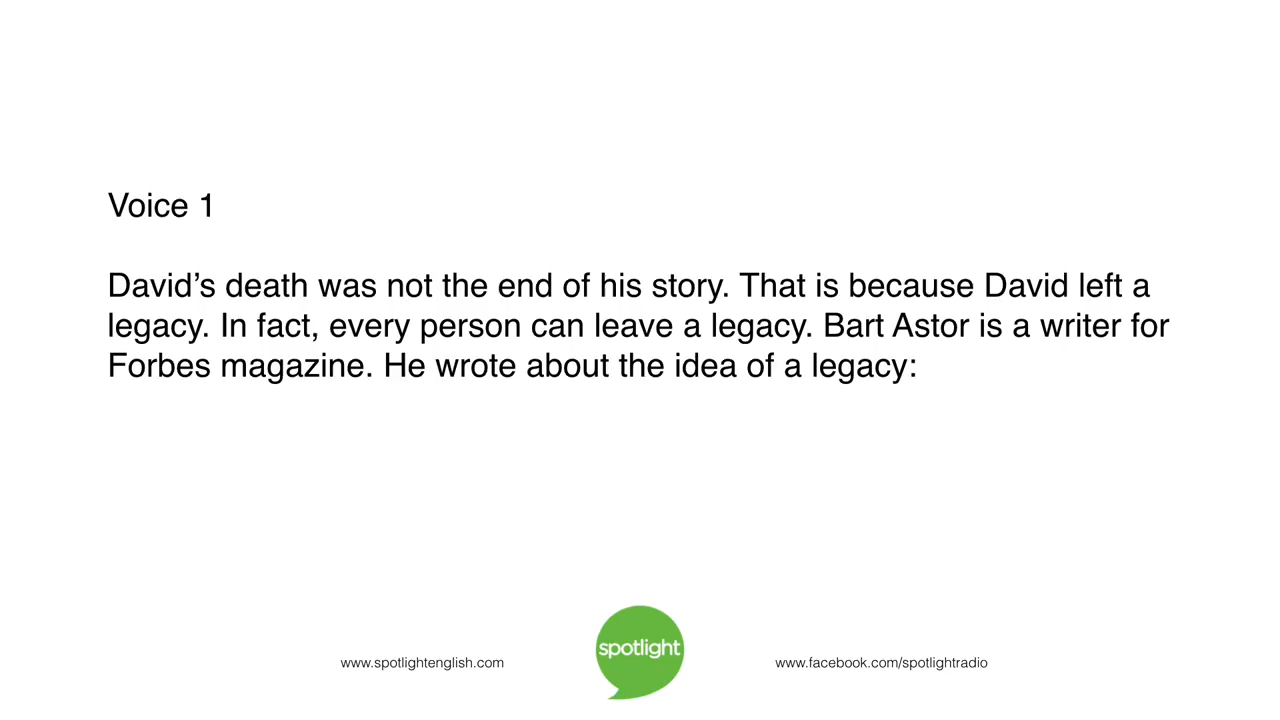 Voice 1
David’s death was not the end of his story. That is because David left a
legacy. In fact, every person can leave a legacy. Bart Astor is a writer for
Forbes magazine. He wrote about the idea of a legacy:
spotlight
www.spotlightenglish.com
www.facebook.com/spotlightradio